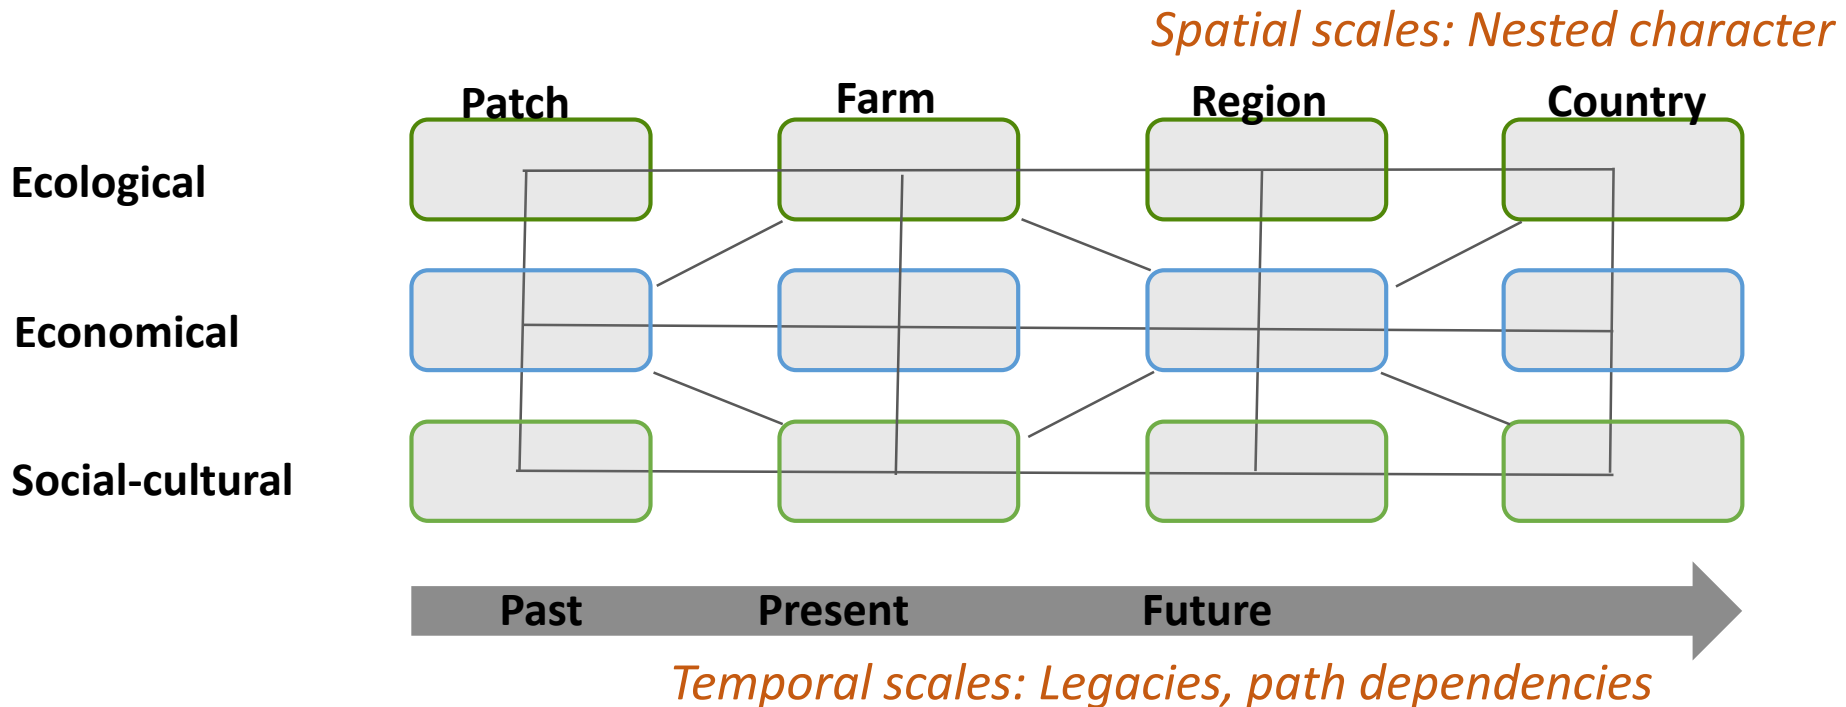 Spatial scales: Nested character
Patch Farm Region Country
Ecological
Economical
Social-cultural
Past Present Future
Temporal scales: Legacies, path dependencies